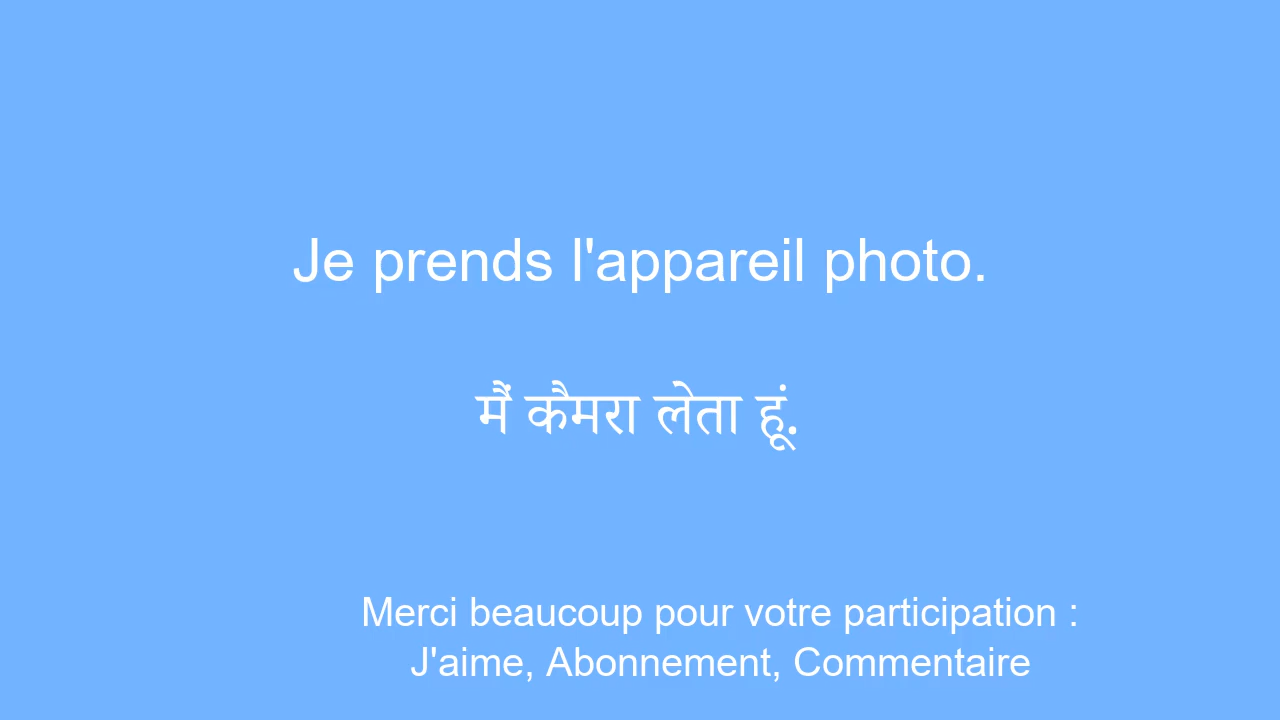 Je prends l'appareil photo.
मैं कैमरा लेता हूं.
Merci beaucoup pour votre participation :
J'aime, Abonnement, Commentaire